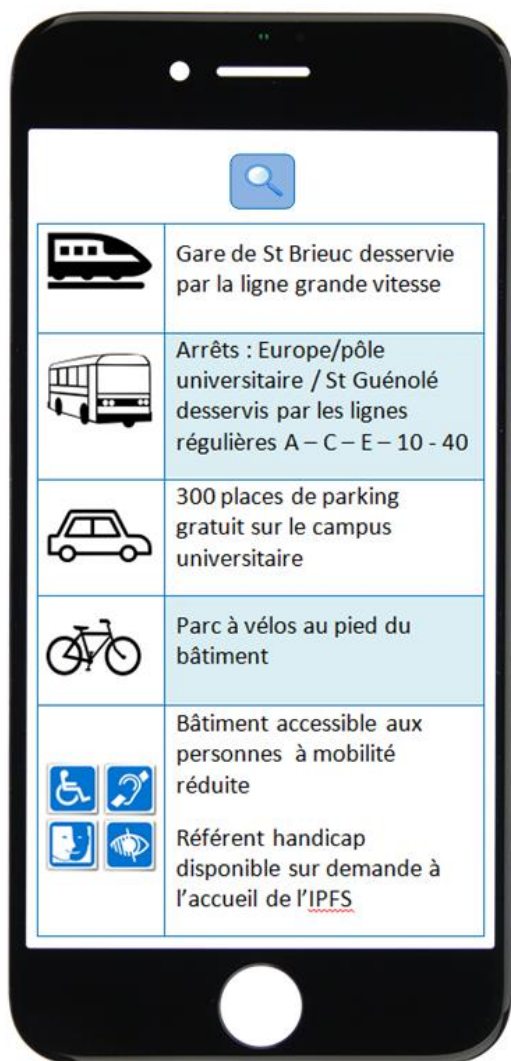 Gare de St Brieuc desservie
par la ligne grande vitesse
Arrêts : Europe/pôle
universitaire / St Guénolé
desservis par les lignes
régulières A – C – E – 10 - 40
300 places de parking
gratuit sur le campus
universitaire
Parc à vélos au pied du
bâtiment
Bâtiment accessible aux
personnes à mobilité
réduite
Référent handicap
disponible sur demande à
l’accueil de l’IPFS